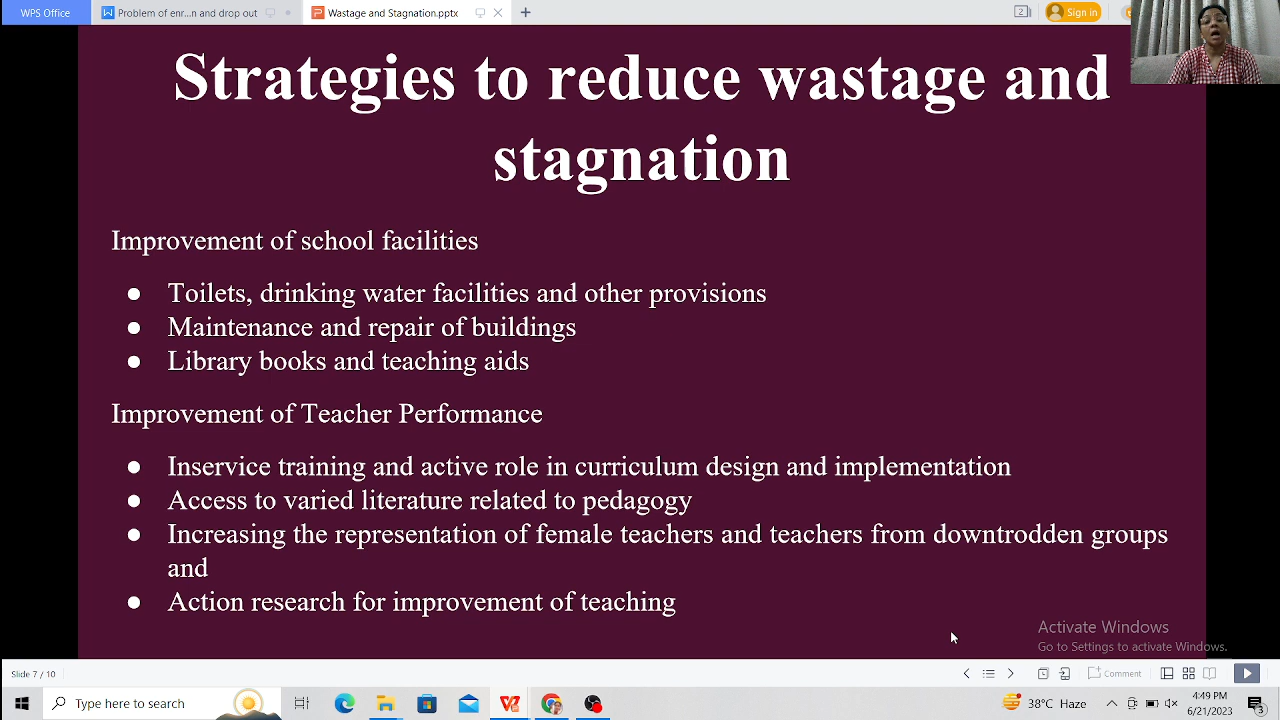 WPS Office
Problem of en...n and drop out
Wastage and Stagnation.pptx
+
2
Sign in
Strategies to reduce wastage and
stagnation
Improvement of school facilities
● Toilets, drinking water facilities and other provisions
● Maintenance and repair of buildings
● Library books and teaching aids
Improvement of Teacher Performance
● Inservice training and active role in curriculum design and implementation
● Access to varied literature related to pedagogy
● Increasing the representation of female teachers and teachers from downtrodden groups
and
● Action research for improvement of teaching
Activate Windows
Go to Settings to activate Windows.
Slide 7 / 10
Comment
Type here to search
38°C Haze
4:49 PM
6/21/2023
3